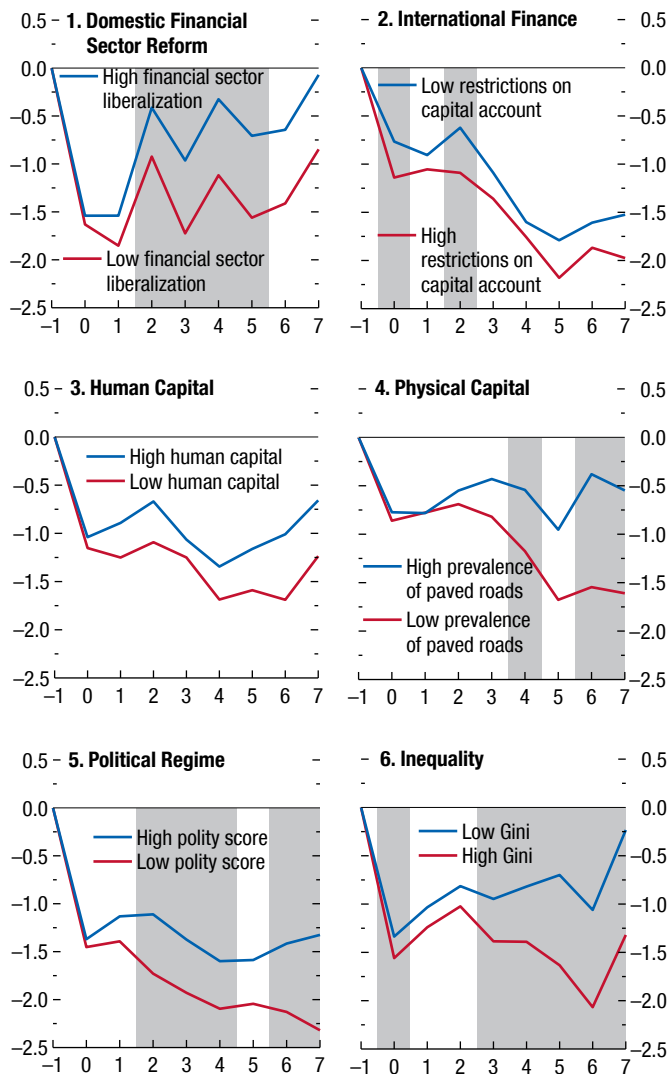 1. Domestic Financial
Sector Reform
High financial sector
liberalization
Low financial sector
liberalization
0.5
0.0
–0.5
–1.0
–1.5
–2.0
–2.5
–1 0 1 2 3 4 5 6 7
2. International Finance
Low restrictions on
capital account
High
restrictions on
capital account
0.5
0.0
–0.5
–1.0
–1.5
–2.0
–2.5
–1 0 1 2 3 4 5 6 7
3. Human Capital
High human capital
Low human capital
0.5
0.0
–0.5
–1.0
–1.5
–2.0
–2.5
–1 0 1 2 3 4 5 6 7
4. Physical Capital
High prevalence
of paved roads
Low prevalence
of paved roads
0.5
0.0
–0.5
–1.0
–1.5
–2.0
–2.5
–1 0 1 2 3 4 5 6 7
5. Political Regime
High polity score
Low polity score
0.5
0.0
–0.5
–1.0
–1.5
–2.0
–2.5
–1 0 1 2 3 4 5 6 7
6. Inequality
Low Gini
High Gini
0.5
0.0
–0.5
–1.0
–1.5
–2.0
–2.5
–1 0 1 2 3 4 5 6 7